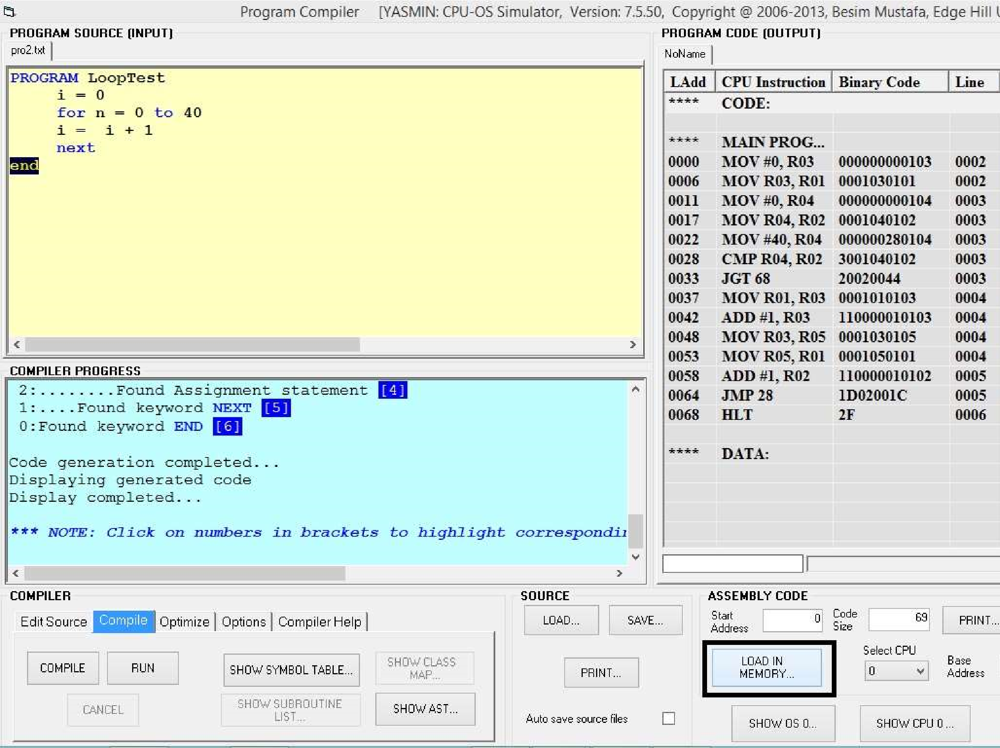 Program Compiler [YASMIN: CPU-OS Simulator, Version: 7.5.50, Copyright @ 2006-2013, Besim Mustafa, Edge Hill
PROGRAM SOURCE (INPUT)
pro2.txt
PROGRAM LoopTest
i = 0
for n = 0 to 40
i = i + 1
next
end
COMPILER PROGRESS
2:........Found Assignment statement [4]
1:....Found keyword NEXT [5]
0:Found keyword END [6]
Code generation completed...
Displaying generated code
Display completed...
*** NOTE: Click on numbers in brackets to highlight
PROGRAM CODE (OUTPUT)
NoName
LAdd CPU Instruction Binary Code Line
**** CODE:
**** MAIN PROG...
0000 MOV #0, R03 000000000103 0002
0006 MOV R03, R01 0001030101 0002
0011 MOV #0, R04 000000000104 0003
0017 MOV R04, R02 0001040102 0003
0022 MOV #40, R04 000000280104 0003
0028 CMP R04, R02 3001040102 0003
0033 JGT 68 20020044 0003
0037 MOV R01, R03 0001010103 0004
0042 ADD #1, R03 110000010103 0004
0048 MOV R03, R05 0001030105 0004
0053 MOV R05, R01 0001050101 0004
0058 ADD #1, R02 110000010102 0005
0064 JMP 28 1D02001C 0005
0068 HLT 2F 0006
**** DATA:
COMPILER
Edit Source Compile Optimize Options Compiler Help
COMPILE RUN SHOW SYMBOL TABLE... SHOW CLASS
MAP...
CANCEL SHOW SUBROUTINE
LIST.... SHOW AST...
SOURCE
LOAD... SAVE...
PRINT...
Auto save source files
ASSEMBLY CODE
Start
Address 0 Code
Size 69 PRINT...
LOAD IN
MEMORY...
Select CPU
0
Base
Address
SHOW OS 0... SHOW CPU 0 ...